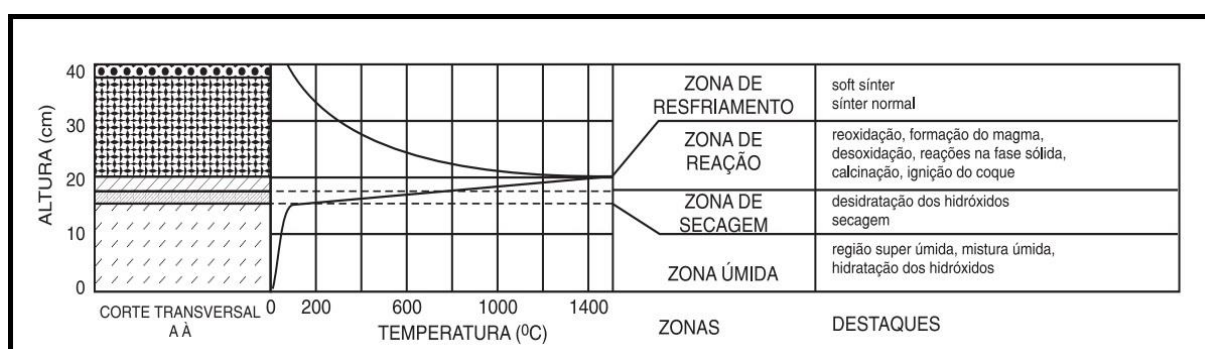 ALTURA (cm)
40
30
20
10
0
CORTE TRANSVERSAL
A À
0 200 600 1000 1400
TEMPERATURA (ºC)
ZONA DE
RESFRIAMENTO
ZONA DE
REAÇÃO
ZONA DE
SECAGEM
ZONA ÚMIDA
ZONAS
soft sínter
sínter normal
reoxidação, formação do magma,
desoxidação, reações na fase sólida,
calcinação, ignição do coque
desidratação dos hidróxidos
secagem
região super úmida, mistura úmida,
hidratação dos hidróxidos
DESTAQUES